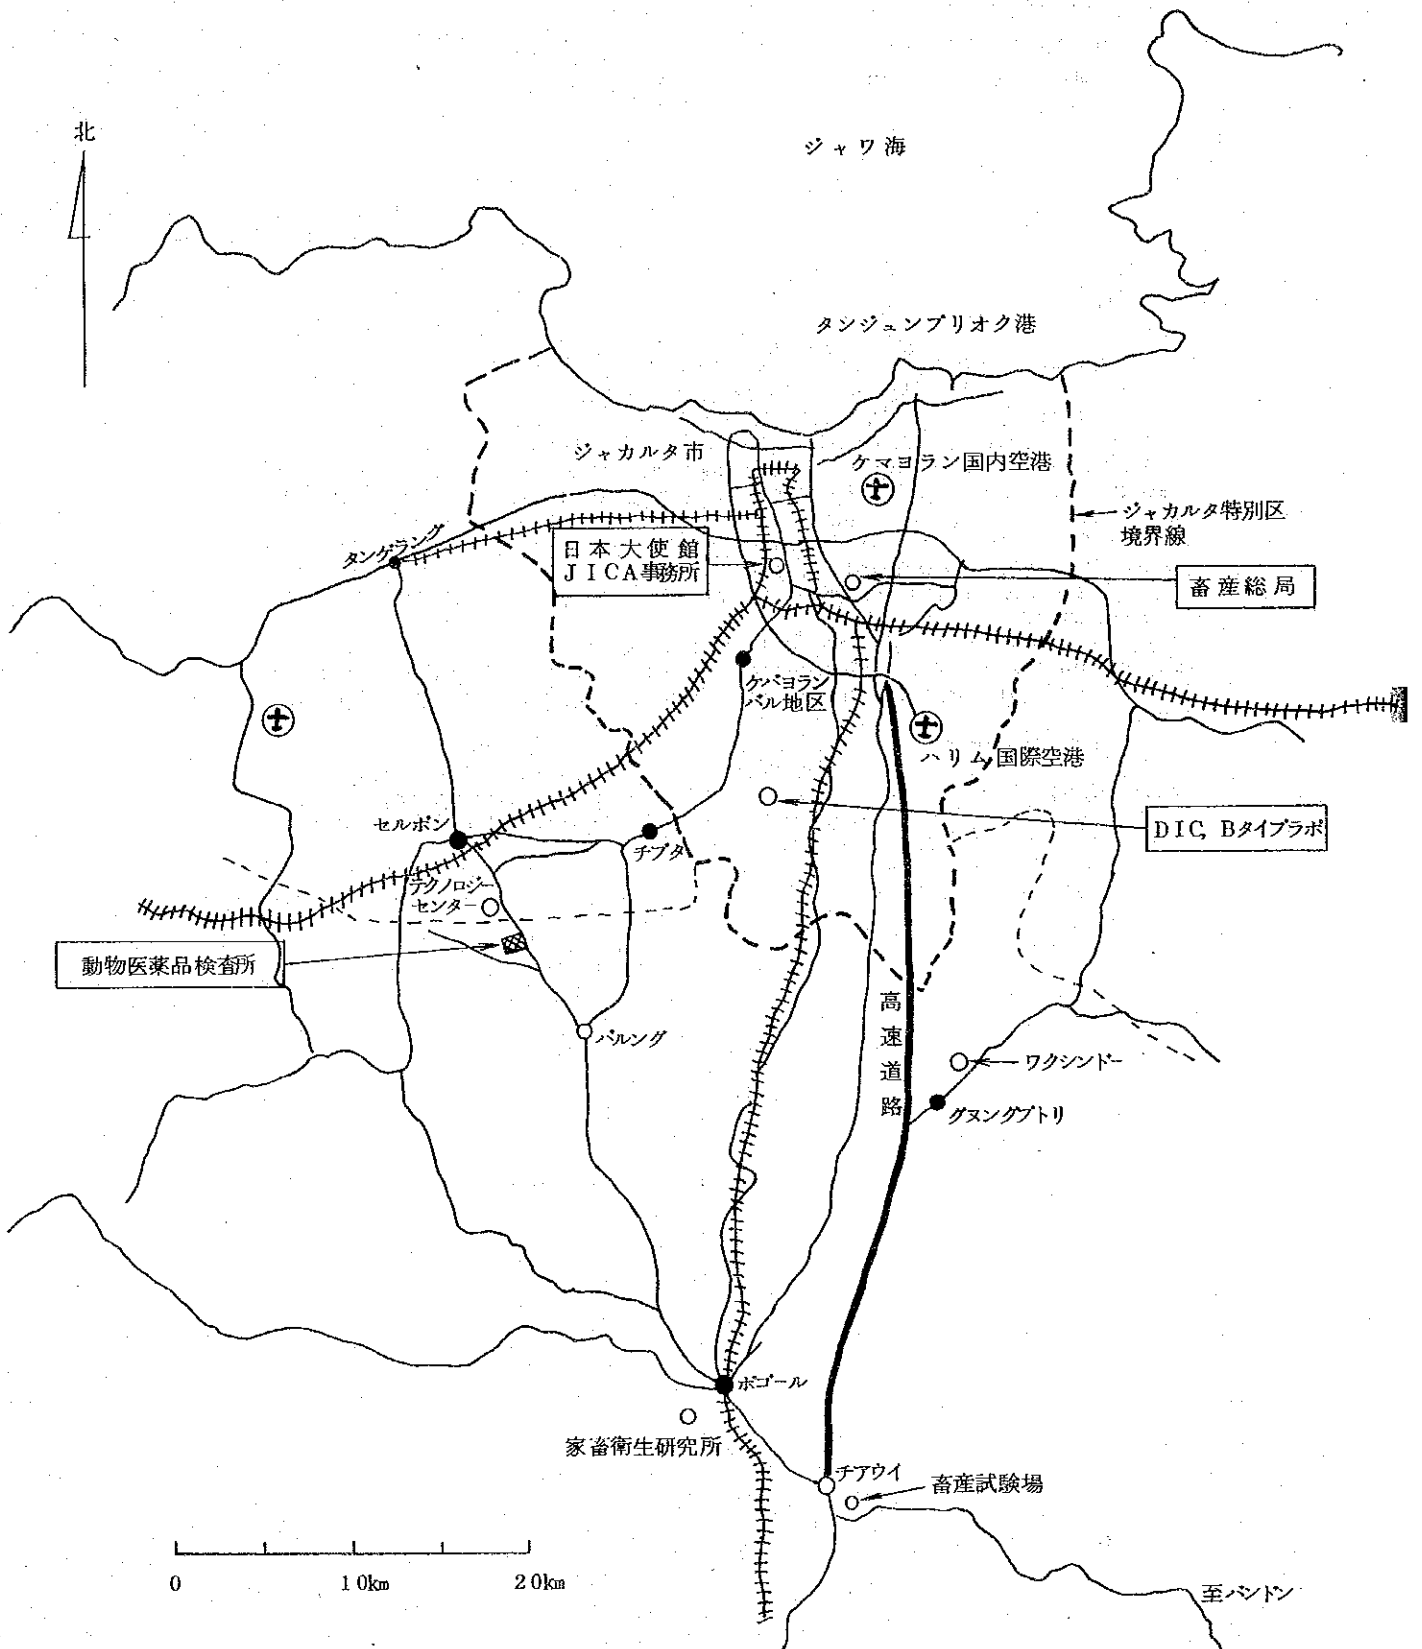 北
ジャワ海
タンジュンプリオク港
ジャカルタ市
ケマヨラン国内空港
ジャカルタ特別区
境界線
タンゲラング
日本大使館
JICA事務所
畜産総局
ケバヨラン
バル地区
ハリム国際空港
DIC, Bタイプラボ
セルポン
チプタ
テクノロジー
センター
動物医薬品検査所
パルング
高速道路
ワクシンドー
グヌングプトリ
ボゴール
家畜衛生研究所
チアウイ
畜産試験場
0 10km 20km
至バンドン